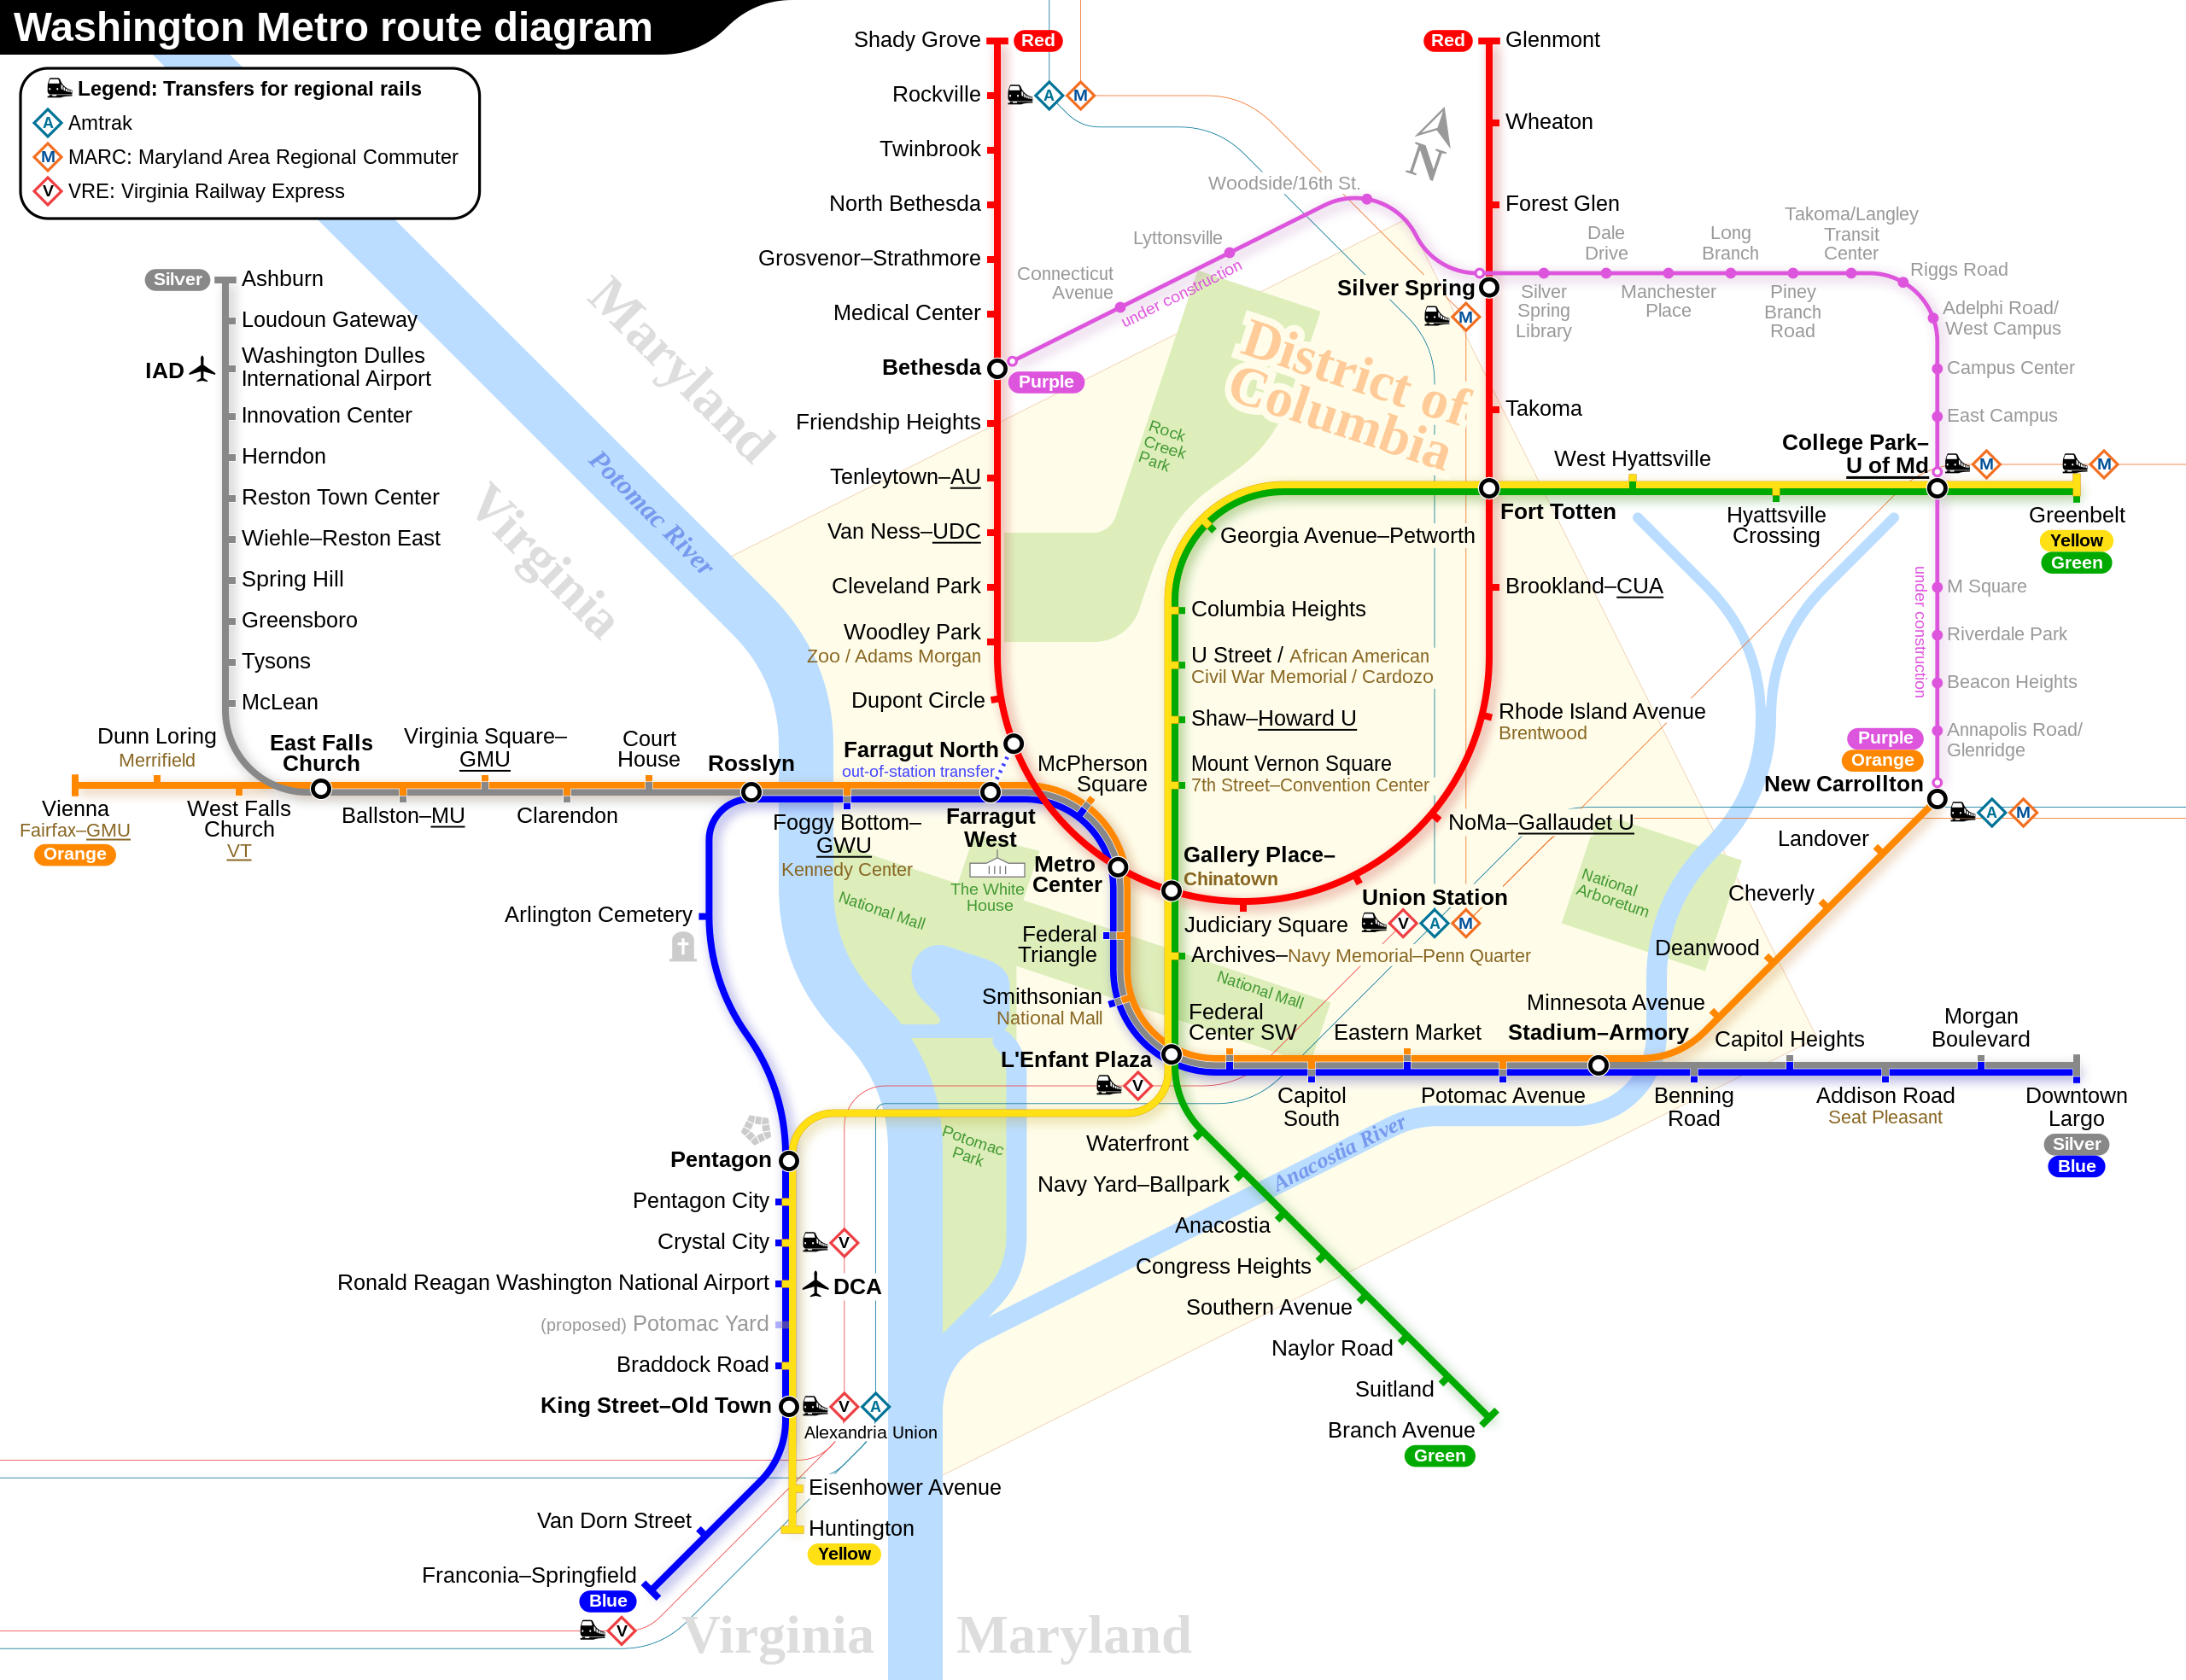 Washington Metro route diagram
Legend: Transfers for regional rails
A Amtrak
M MARC: Maryland Area Regional Commuter
V VRE: Virginia Railway Express
Shady Grove Red
Rockville A M
Twinbrook
North Bethesda
Grosvenor–Strathmore
Medical Center
Bethesda
Purple
Friendship Heights
Tenleytown–AU
Van Ness–UDC
Cleveland Park
Woodley Park
Zoo / Adams Morgan
Dupont Circle
Farragut North
out-of-station transfer
Red Glenmont
Wheaton
Forest Glen
Silver Spring
M
Takoma
Fort Totten
Brookland–CUA
Rhode Island Avenue
Brentwood
NoMa–Gallaudet U
Union Station
V A M
Judiciary Square
Gallery Place–
Chinatown
Metro
Center
N
Connecticut
Avenue
Lyttonsville
Woodside/16th St.
under construction
Silver
Spring
Library
Dale
Drive
Manchester
Place
Long
Branch
Piney
Branch
Road
Takoma/Langley
Transit
Center
Riggs Road
Adelphi Road/
West Campus
Campus Center
East Campus
College Park–
U of Md
M
M
M Square
Riverdale Park
Beacon Heights
Annapolis Road/
Glenridge
under construction
Purple
Orange
New Carrollton
A M
West Hyattsville
Hyattsville
Crossing
Greenbelt
Yellow
Green
Georgia Avenue–Petworth
Columbia Heights
U Street / African American
Civil War Memorial / Cardozo
Shaw–Howard U
Mount Vernon Square
7th Street–Convention Center
Archives–Navy Memorial–Penn Quarter
Silver Ashburn
Loudoun Gateway
IAD Washington Dulles
International Airport
Innovation Center
Herndon
Reston Town Center
Wiehle–Reston East
Spring Hill
Greensboro
Tysons
McLean
Maryland
Virginia
Potomac River
District of
Columbia
Rock
Creek
Park
Dunn Loring
Merrifield
Vienna
Fairfax–GMU
Orange
West Falls
Church
VT
East Falls
Church
Ballston–MU
Virginia Square–
GMU
Clarendon
Court
House
Rosslyn
Foggy Bottom–
GWU
Kennedy Center
Farragut
West
The White
House
McPherson
Square
National Mall
Federal
Triangle
Smithsonian
National Mall
National Mall
L'Enfant Plaza
V
Federal
Center SW
Capitol
South
Eastern Market
Potomac Avenue
Stadium–Armory
Minnesota Avenue
Deanwood
Cheverly
Landover
National
Arboretum
Benning
Road
Capitol Heights
Addison Road
Seat Pleasant
Morgan
Boulevard
Downtown
Largo
Silver
Blue
Arlington Cemetery
Pentagon
Pentagon City
Crystal City V
Ronald Reagan Washington National Airport DCA
(proposed) Potomac Yard
Braddock Road
King Street–Old Town V A
Alexandria Union
Eisenhower Avenue
Huntington
Yellow
Van Dorn Street
Franconia–Springfield
Blue
V
Potomac
Park
Anacostia River
Waterfront
Navy Yard–Ballpark
Anacostia
Congress Heights
Southern Avenue
Naylor Road
Suitland
Branch Avenue
Green
Virginia Maryland